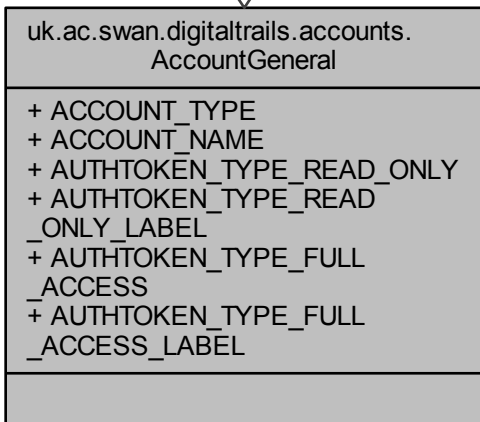 uk.ac.swan.digitaltrails.accounts.
AccountGeneral
+ ACCOUNT_TYPE
+ ACCOUNT_NAME
+ AUTHTOKEN_TYPE_READ_ONLY
+ AUTHTOKEN_TYPE_READ
_ONLY_LABEL
+ AUTHTOKEN_TYPE_FULL
_ACCESS
+ AUTHTOKEN_TYPE_FULL
_ACCESS_LABEL